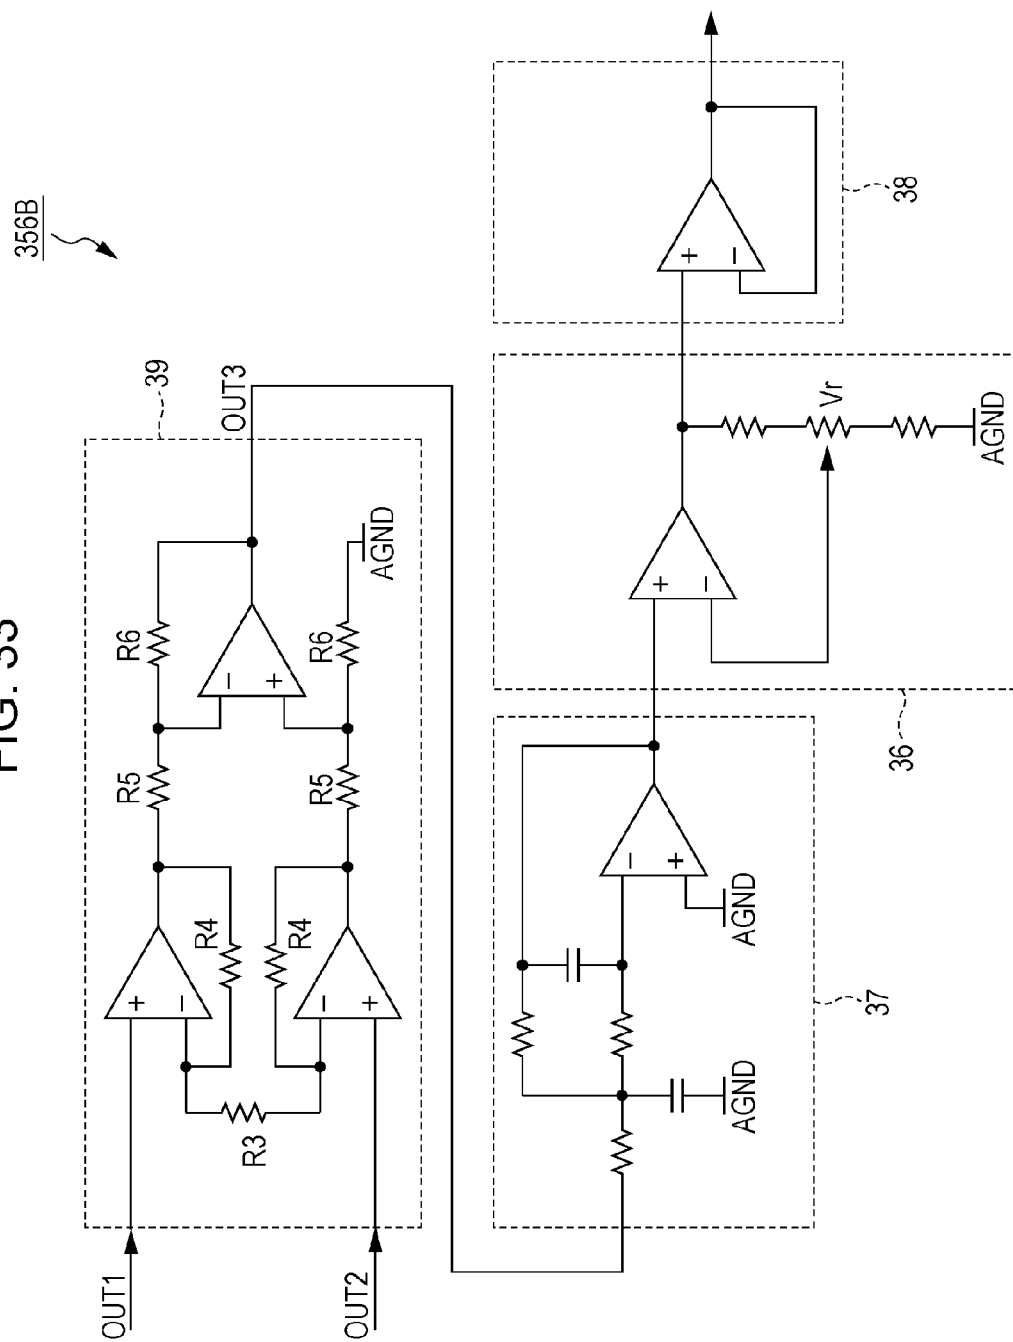 FIG.
356B
39
OUT1
OUT2
R3
R4
R4
R5
R5
R6
R6
+
−
−
+
−
+
AGND
OUT3
37
AGND
−
+
AGND
36
+
−
Vr
AGND
38
+
−